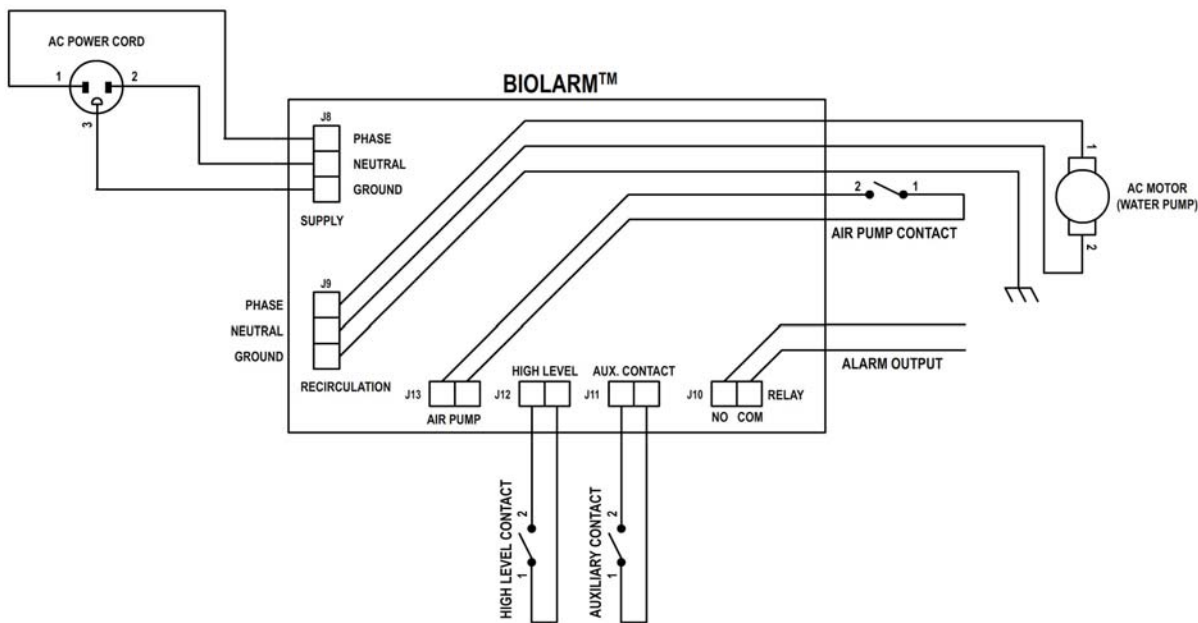 AC POWER CORD
1
2
3
BIOLARM™
J8
PHASE
NEUTRAL
GROUND
SUPPLY
J9
PHASE
NEUTRAL
GROUND
RECIRCULATION
2
1
AIR PUMP CONTACT
1
AC MOTOR
(WATER PUMP)
2
ALARM OUTPUT
J13
AIR PUMP
HIGH LEVEL
J12
AUX. CONTACT
J11
J10
RELAY
NO COM
HIGH LEVEL CONTACT
2
1
AUXILIARY CONTACT
2
1